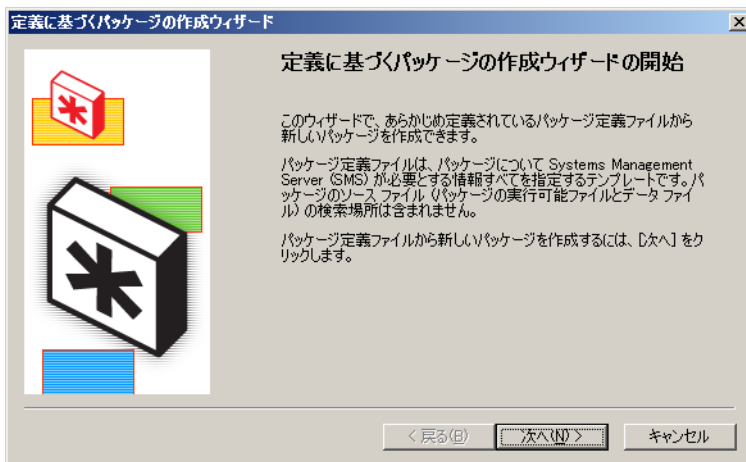 定義に基づくパッケージの作成ウィザード
定義に基づくパッケージの作成ウィザードの開始
このウィザードで、あらかじめ定義されているパッケージ定義ファイルから
新しいパッケージを作成できます。
パッケージ定義ファイルは、パッケージについて Systems Management
Server (SMS) が必要とする情報すべてを指定するテンプレートです。パ
ッケージのソース ファイル (パッケージの実行可能ファイルとデータ ファイ
ル) の検索場所は含まれません。
パッケージ定義ファイルから新しいパッケージを作成するには、[次へ] をク
リックします。
< 戻る(B)
次へ(N) >
キャンセル